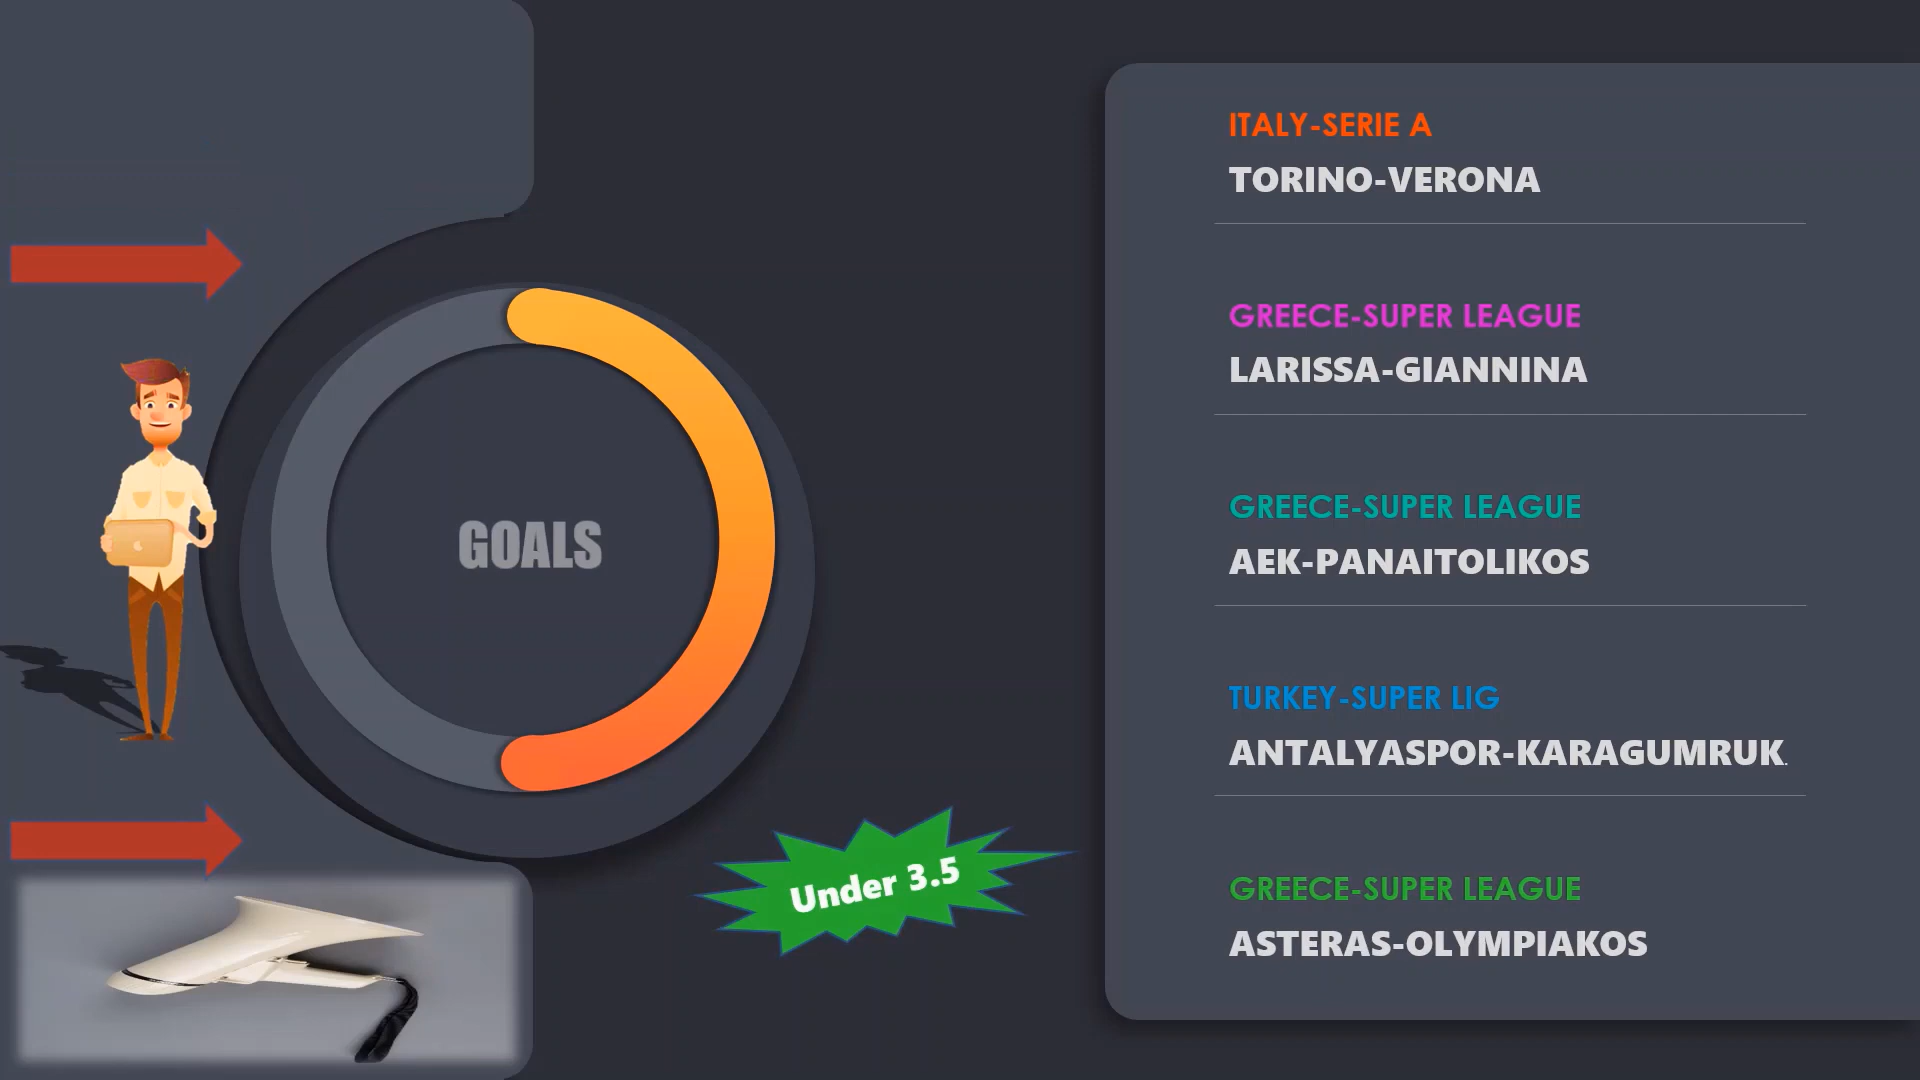 GOALS
Under 3.5
ITALY-SERIE A
TORINO-VERONA
GREECE-SUPER LEAGUE
LARISSA-GIANNINA
GREECE-SUPER LEAGUE
AEK-PANAITOLIKOS
TURKEY-SUPER LIG
ANTALYASPOR-KARAGUMRUK.
GREECE-SUPER LEAGUE
ASTERAS-OLYMPIAKOS